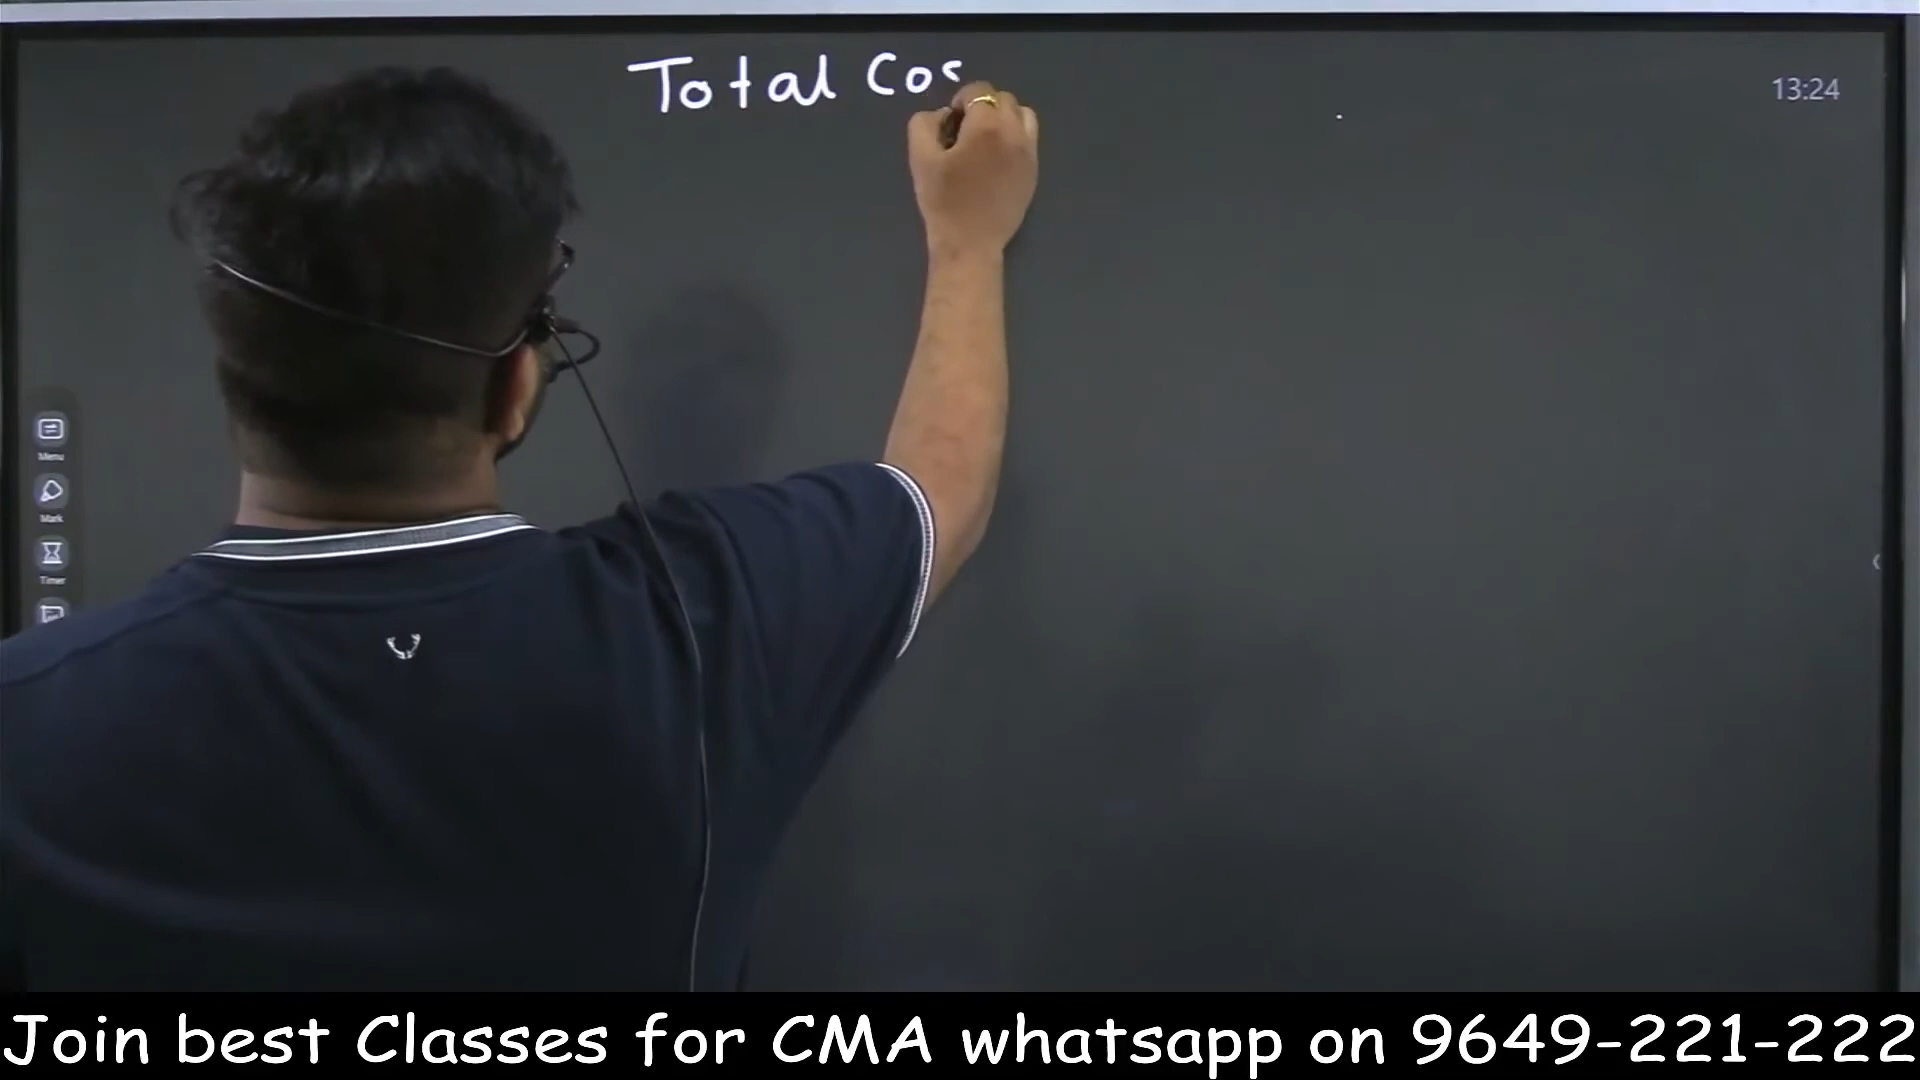 Total Cos
13:24
Menu
Mark
Timer
Join best Classes for CMA whatsapp on 9649-221-222